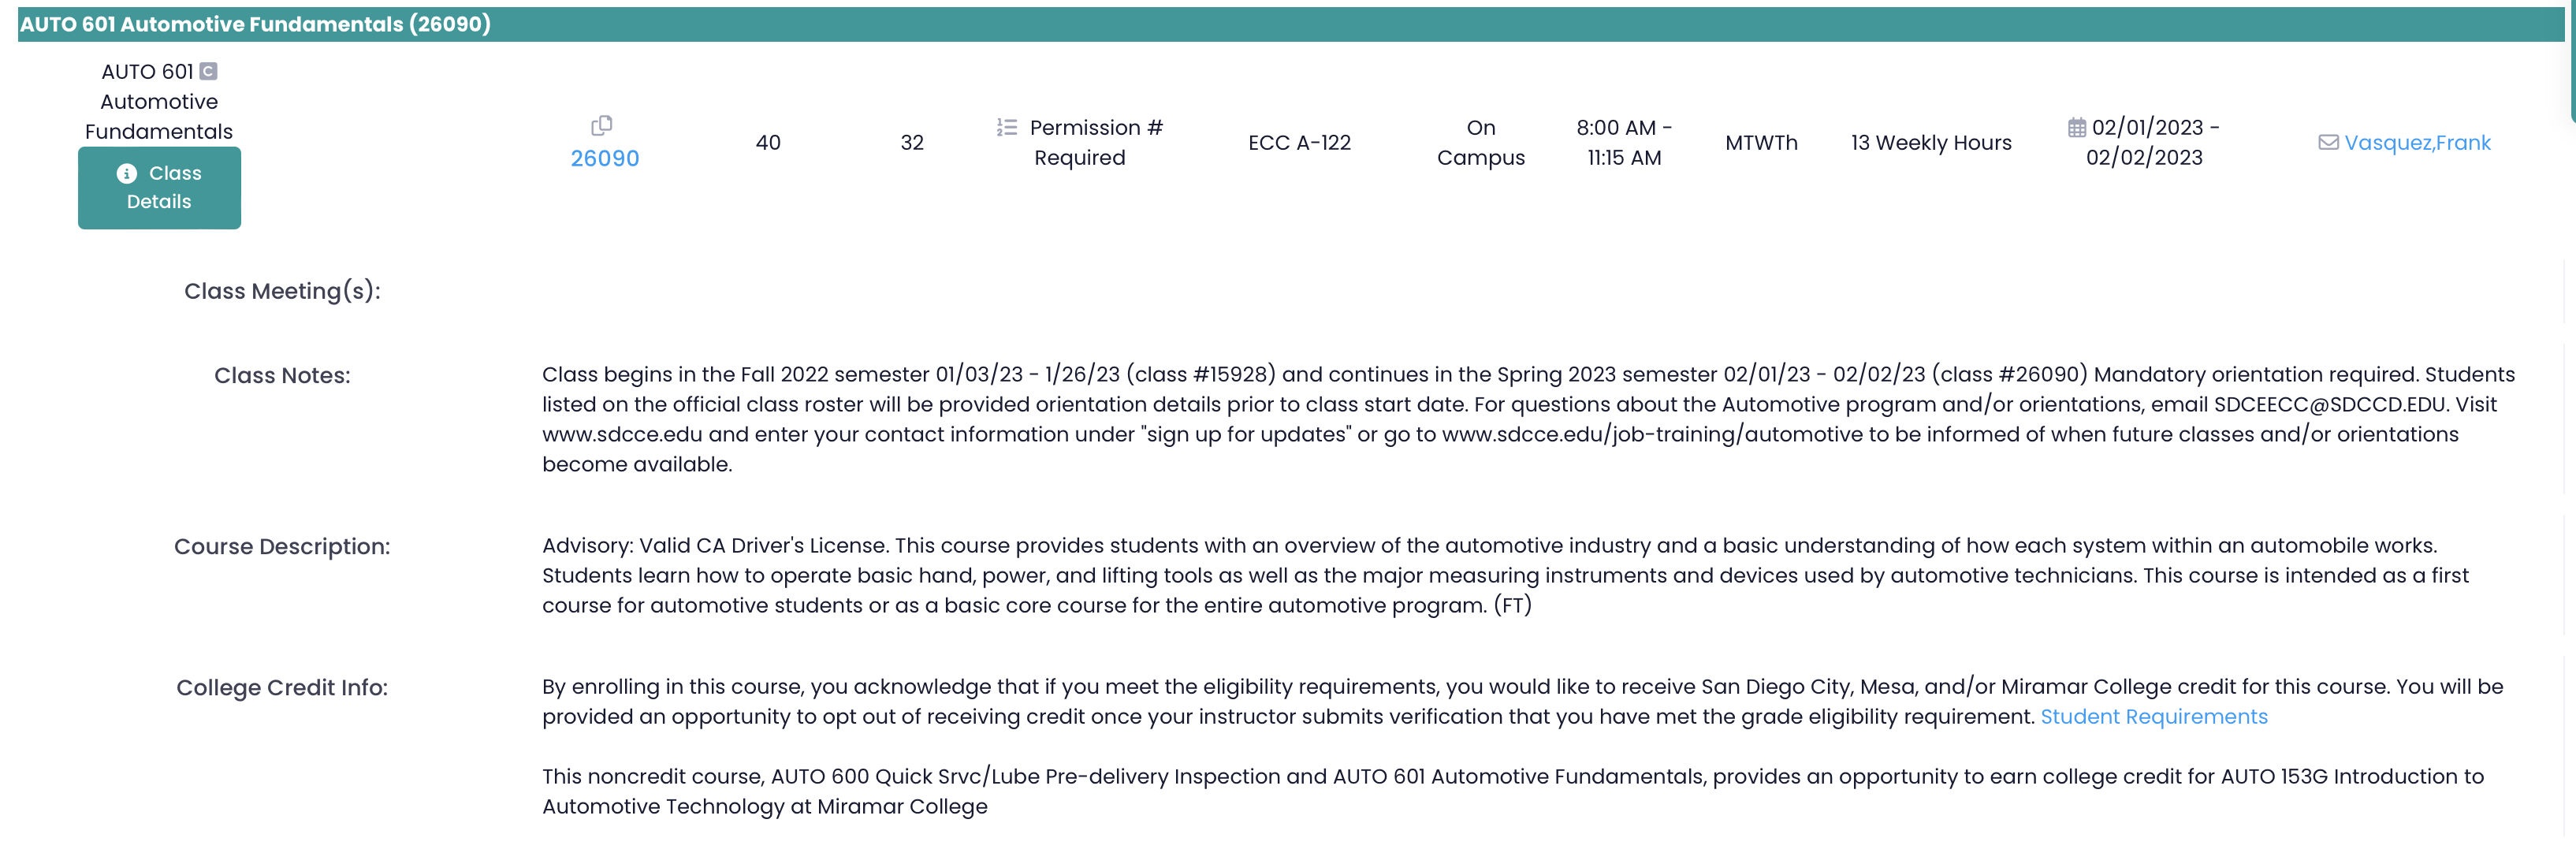 AUTO 601 Automotive Fundamentals (26090)
AUTO 601 C
Automotive
Fundamentals
Class
Details
26090
40
32
Permission #
Required
ECC A-122
On
Campus
8:00 AM -
11:15 AM
MTWTh
13 Weekly Hours
02/01/2023 -
02/02/2023
Vasquez,Frank
Class Meeting(s):
Class Notes:
Class begins in the Fall 2022 semester 01/03/23 - 1/26/23 (class #15928) and continues in the Spring 2023 semester 02/01/23 - 02/02/23 (class #26090) Mandatory orientation required. Students
listed on the official class roster will be provided orientation details prior to class start date. For questions about the Automotive program and/or orientations, email SDCEECC@SDCCD.EDU. Visit
www.sdcce.edu and enter your contact information under "sign up for updates" or go to www.sdcce.edu/job-training/automotive to be informed of when future classes and/or orientations
become available.
Course Description:
Advisory: Valid CA Driver's License. This course provides students with an overview of the automotive industry and a basic understanding of how each system within an automobile works.
Students learn how to operate basic hand, power, and lifting tools as well as the major measuring instruments and devices used by automotive technicians. This course is intended as a first
course for automotive students or as a basic core course for the entire automotive program. (FT)
College Credit Info:
By enrolling in this course, you acknowledge that if you meet the eligibility requirements, you would like to receive San Diego City, Mesa, and/or Miramar College credit for this course. You will be
provided an opportunity to opt out of receiving credit once your instructor submits verification that you have met the grade eligibility requirement. Student Requirements
This noncredit course, AUTO 600 Quick Srvc/Lube Pre-delivery Inspection and AUTO 601 Automotive Fundamentals, provides an opportunity to earn college credit for AUTO 153G Introduction to
Automotive Technology at Miramar College